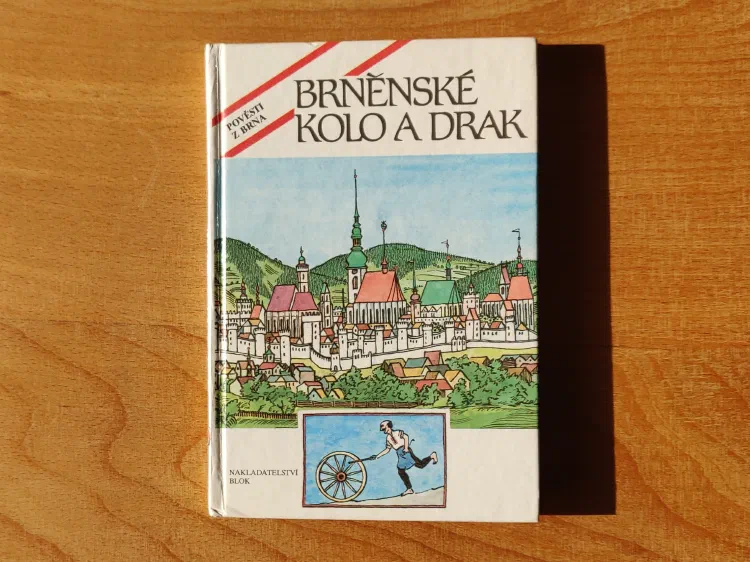 POVĚSTI
Z BRNA
BRNĚNSKÉ
KOLO A DRAK
NAKLADATELSTVÍ
BLOK